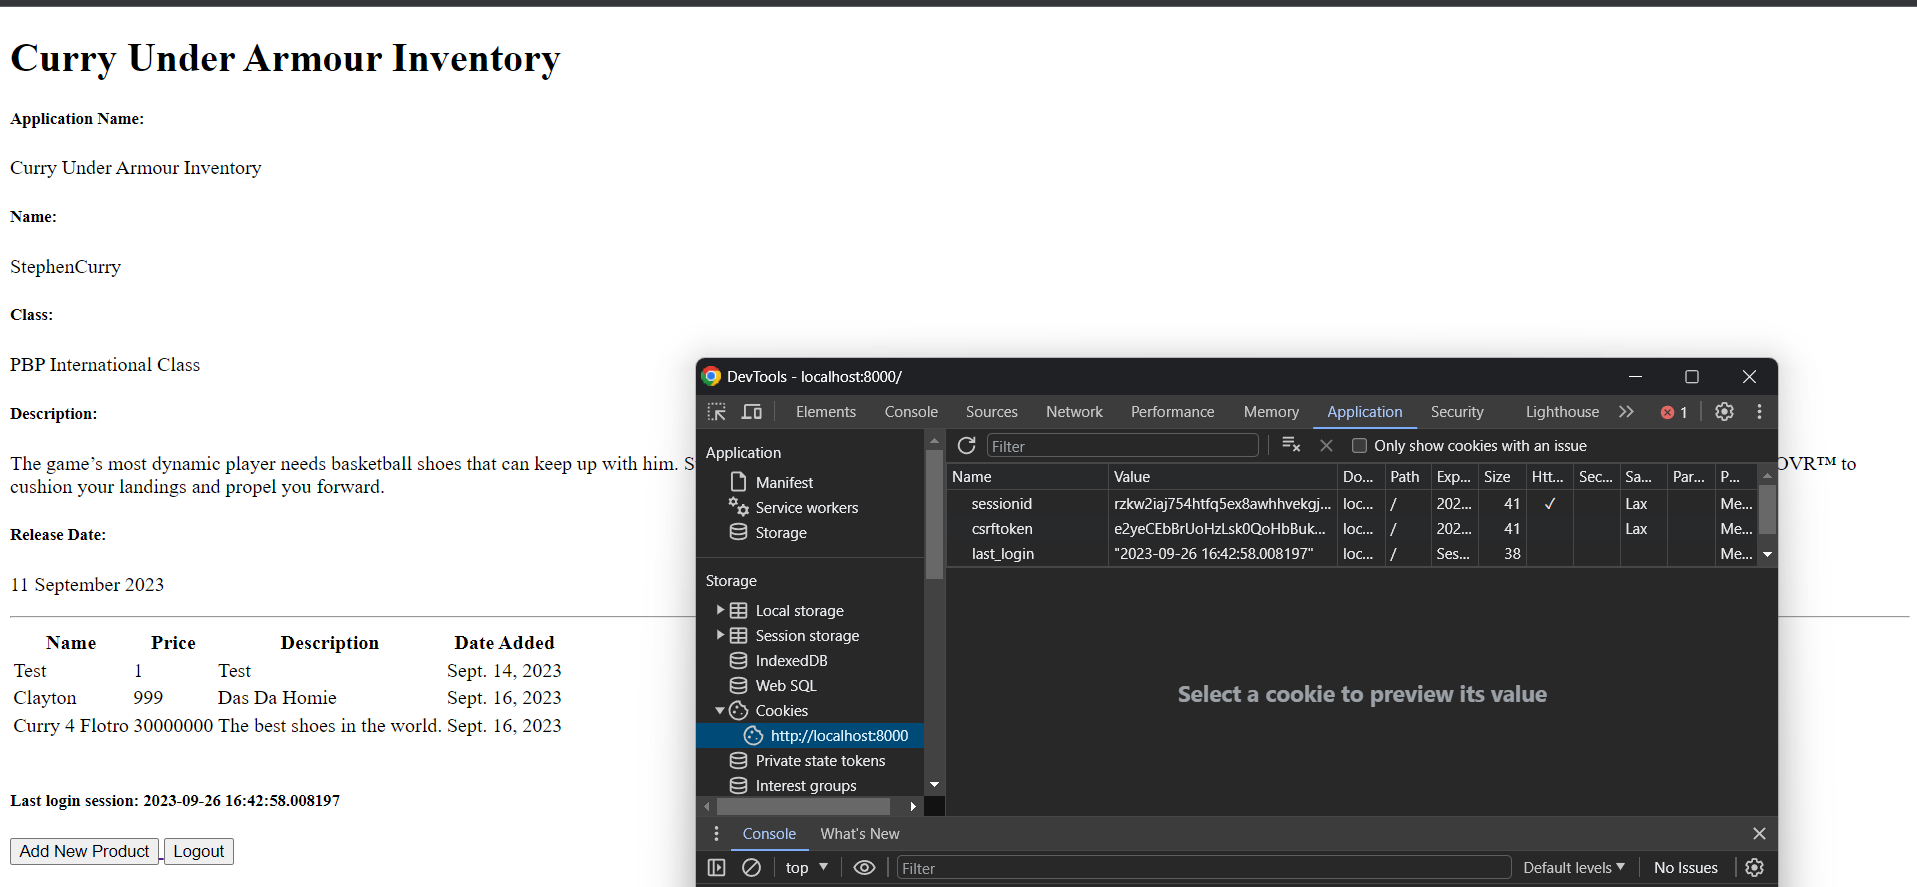 Curry Under Armour Inventory
Application Name:
Curry Under Armour Inventory
Name:
StephenCurry
Class:
PBP International Class
Description:
The game’s most dynamic player needs basketball shoes that can keep up with him. S
OVR™ to
cushion your landings and propel you forward.
Release Date:
11 September 2023
Name Price Description Date Added
Test 1 Test Sept. 14, 2023
Clayton 999 Das Da Homie Sept. 16, 2023
Curry 4 Flotro 30000000 The best shoes in the world. Sept. 16, 2023
Last login session: 2023-09-26 16:42:58.008197
Add New Product Logout
DevTools - localhost:8000/
Elements Console Sources Network Performance Memory Application Security Lighthouse 1
Application
Manifest
Service workers
Storage
Storage
Local storage
Session storage
IndexedDB
Web SQL
Cookies
http://localhost:8000
Private state tokens
Interest groups
Filter Only show cookies with an issue
Name Value Do... Path Exp... Size Htt... Sec... Sa... Par... P...
sessionid rzkw2iaj754htfq5ex8awhhvekgj... loc... / 202... 41 ✓ Lax Me...
csrftoken e2yeCEbBrUoHzLsk0QoHbBuk... loc... / 202... 41 Lax Me...
last_login "2023-09-26 16:42:58.008197" loc... / Ses... 38 Me...
Select a cookie to preview its value
Console What's New
top Filter Default levels No Issues